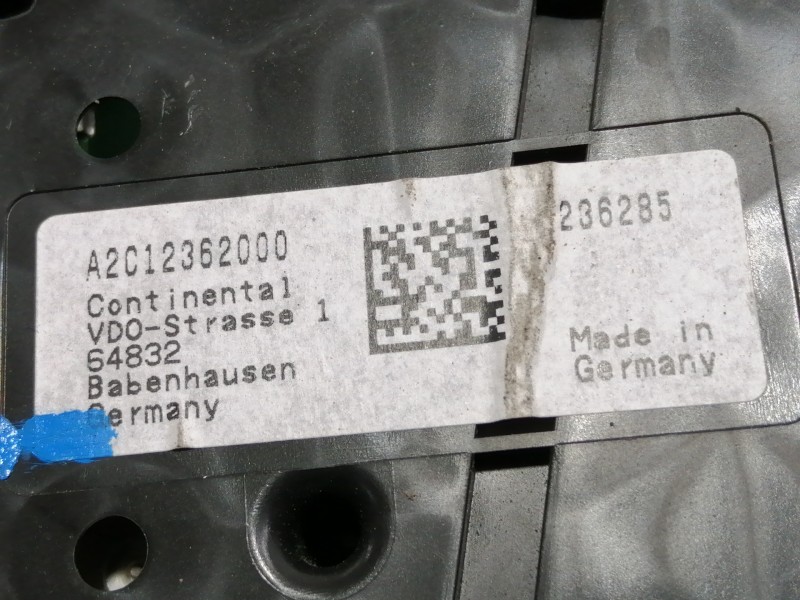 A2C12362000
Continental
VDO-Strasse 1
64832
Babenhausen
Germany
236285
Made in
Germany